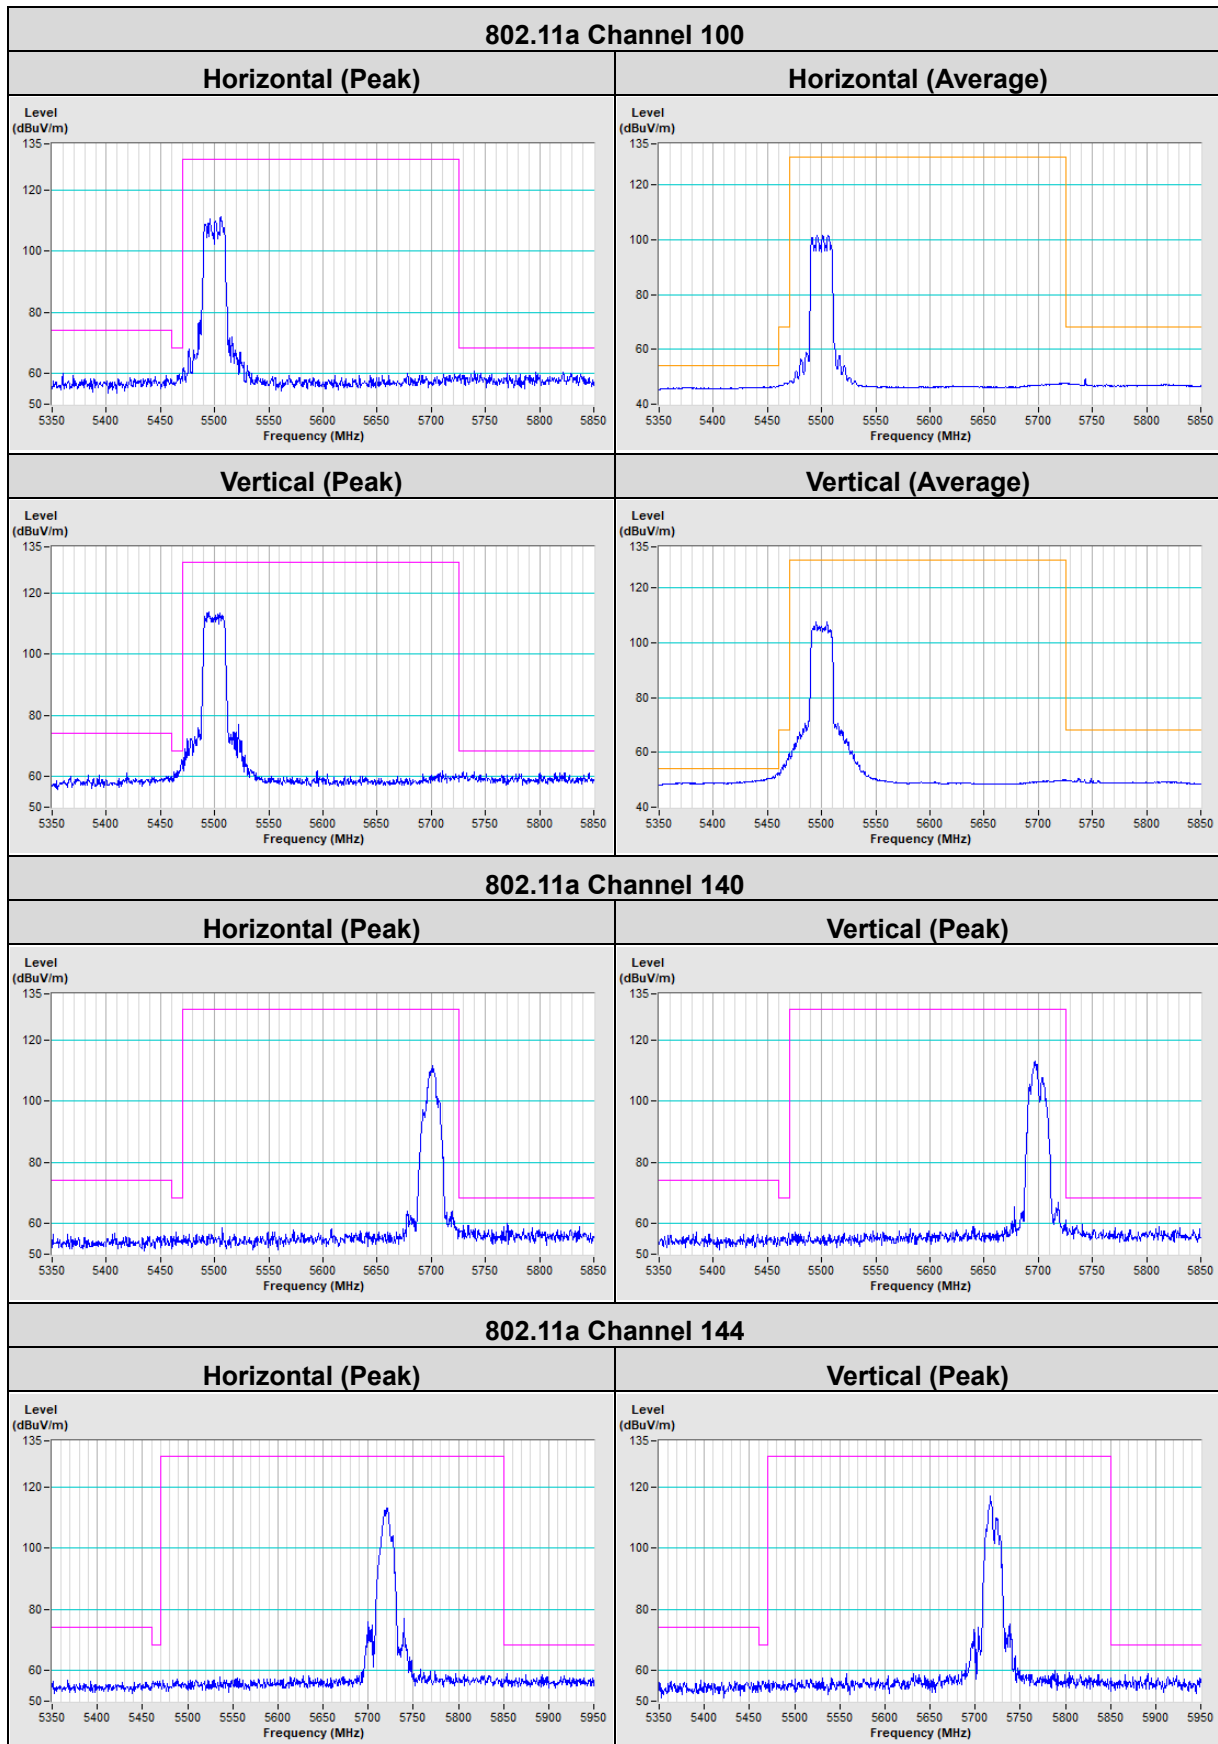 802.11a Channel 100
Horizontal (Peak)
Horizontal (Average)
Level
(dBuV/m)
135
120
100
80
60
50
5350 5400 5450 5500 5550 5600 5650 5700 5750 5800 5850
Frequency (MHz)
Level
(dBuV/m)
135
120
100
80
60
40
5350 5400 5450 5500 5550 5600 5650 5700 5750 5800 5850
Frequency (MHz)
Vertical (Peak)
Vertical (Average)
Level
(dBuV/m)
135
120
100
80
60
50
5350 5400 5450 5500 5550 5600 5650 5700 5750 5800 5850
Frequency (MHz)
Level
(dBuV/m)
135
120
100
80
60
40
5350 5400 5450 5500 5550 5600 5650 5700 5750 5800 5850
Frequency (MHz)
802.11a Channel 140
Horizontal (Peak)
Vertical (Peak)
Level
(dBuV/m)
135
120
100
80
60
50
5350 5400 5450 5500 5550 5600 5650 5700 5750 5800 5850
Frequency (MHz)
Level
(dBuV/m)
135
120
100
80
60
50
5350 5400 5450 5500 5550 5600 5650 5700 5750 5800 5850
Frequency (MHz)
802.11a Channel 144
Horizontal (Peak)
Vertical (Peak)
Level
(dBuV/m)
135
120
100
80
60
50
5350 5400 5450 5500 5550 5600 5650 5700 5750 5800 5850 5900 5950
Frequency (MHz)
Level
(dBuV/m)
135
120
100
80
60
50
5350 5400 5450 5500 5550 5600 5650 5700 5750 5800 5850 5900 5950
Frequency (MHz)